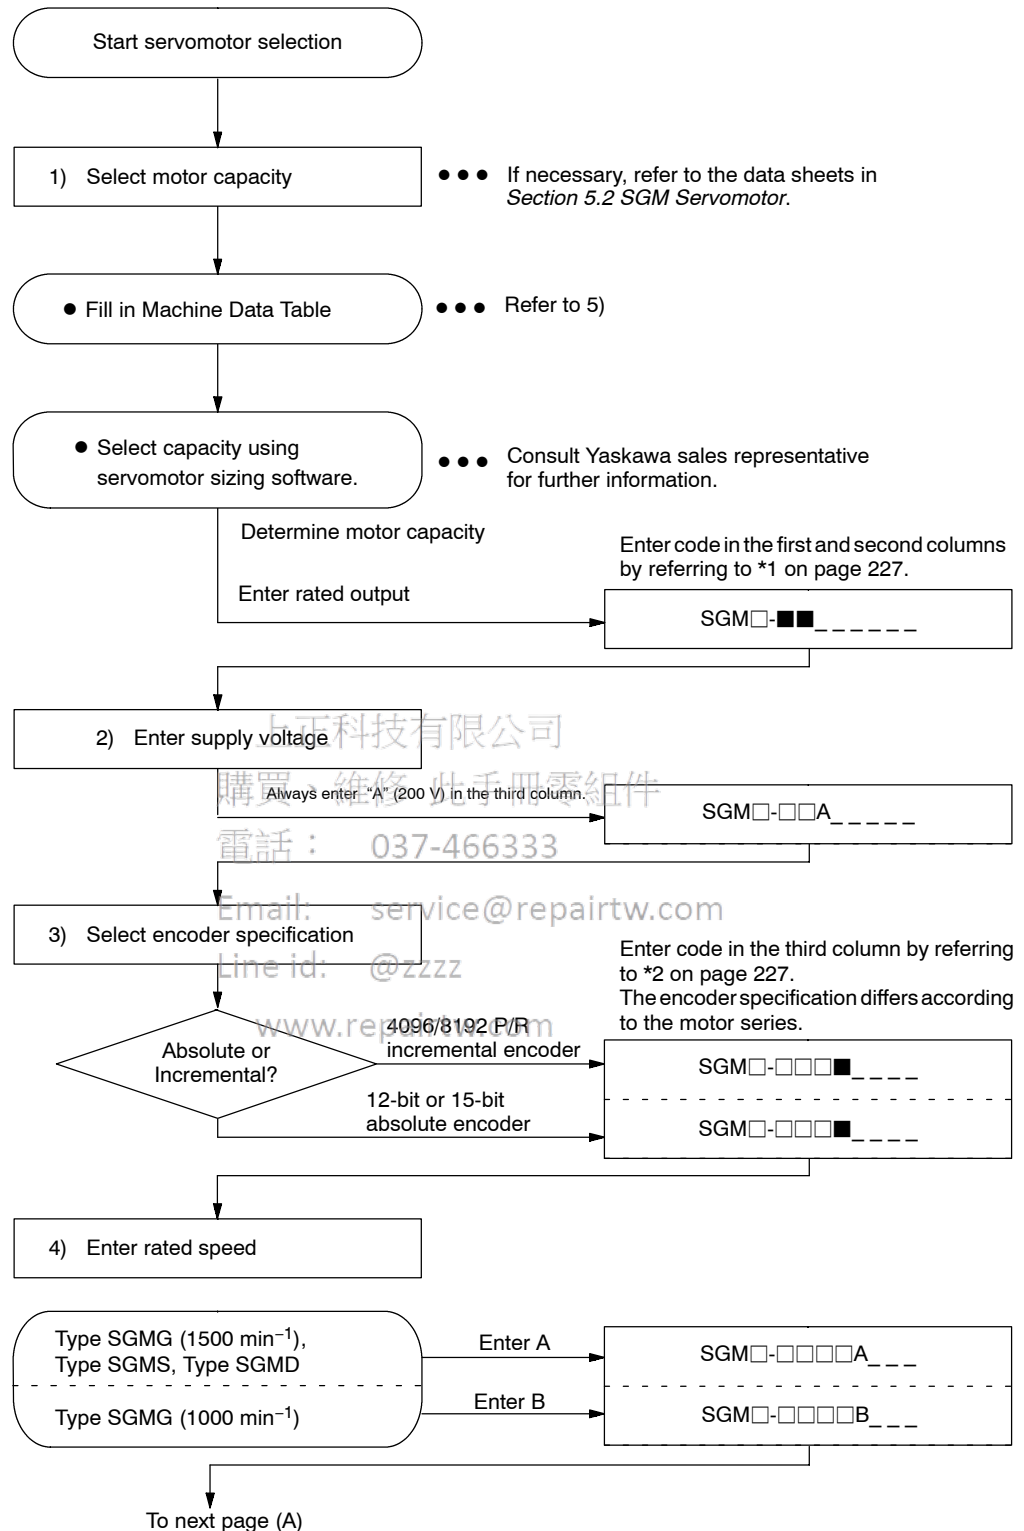 Start servomotor selection
1) Select motor capacity
● ● ● If necessary, refer to the data sheets in
Section 5.2 SGM Servomotor.
● Fill in Machine Data Table
● ● ● Refer to 5)
● Select capacity using
servomotor sizing software.
● ● ● Consult Yaskawa sales representative
for further information.
Determine motor capacity
Enter rated output
Enter code in the first and second columns
by referring to *1 on page 227.
SGM□-■■_ _ _ _ _ _
2) Enter supply voltage
上正科技有限公司
購買、維修 此手冊零組件
Always enter "A" (200 V) in the third column.
SGM□-□□A_ _ _ _ _
電話： 037-466333
Email: service@repairtw.com
3) Select encoder specification
Line id: @zzzz
Enter code in the third column by referring
to *2 on page 227.
The encoder specification differs according
to the motor series.
www.repairtw.com
Absolute or
Incremental?
4096/8192 P/R
incremental encoder
SGM□-□□□■_ _ _ _
12-bit or 15-bit
absolute encoder
SGM□-□□□■_ _ _ _
4) Enter rated speed
Type SGMG (1500 min⁻¹),
Type SGMS, Type SGMD
Enter A
SGM□-□□□□A_ _ _
Type SGMG (1000 min⁻¹)
Enter B
SGM□-□□□□B_ _ _
To next page (A)